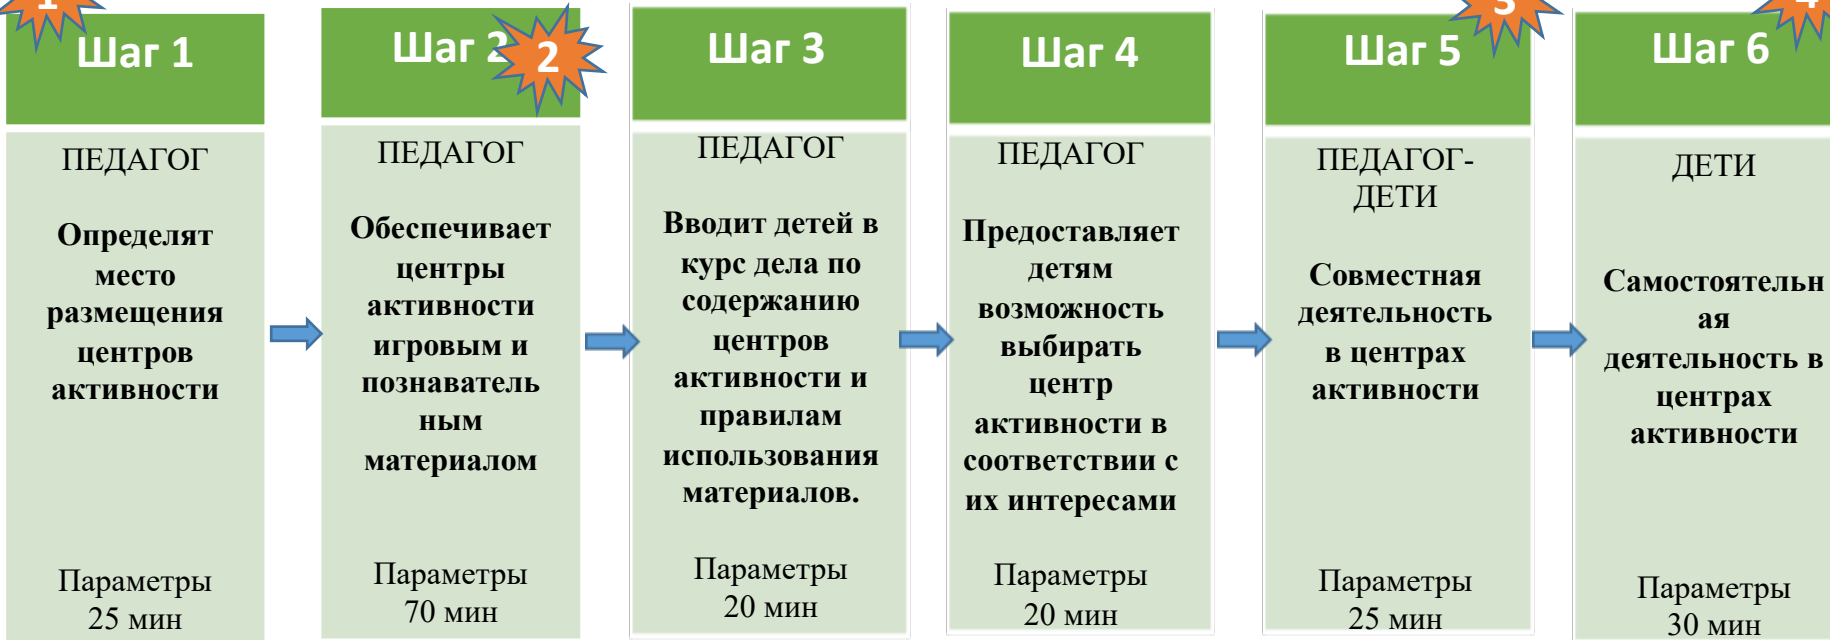 1
Шаг 1
ПЕДАГОГ
Определят
место
размещения
центров
активности
Параметры
25 мин
Шаг 2
2
ПЕДАГОГ
Обеспечивает
центры
активности
игровым и
познаватель
ным
материалом
Параметры
70 мин
Шаг 3
ПЕДАГОГ
Вводит детей в
курс дела по
содержанию
центров
активности и
правилам
использования
материалов.
Параметры
20 мин
Шаг 4
ПЕДАГОГ
Предоставляет
детям
возможность
выбирать
центр
активности в
соответствии с
их интересами
Параметры
20 мин
3
Шаг 5
ПЕДАГОГ-
ДЕТИ
Совместная
деятельность
в центрах
активности
Параметры
25 мин
4
Шаг 6
ДЕТИ
Самостоятельн
ая
деятельность в
центрах
активности
Параметры
30 мин